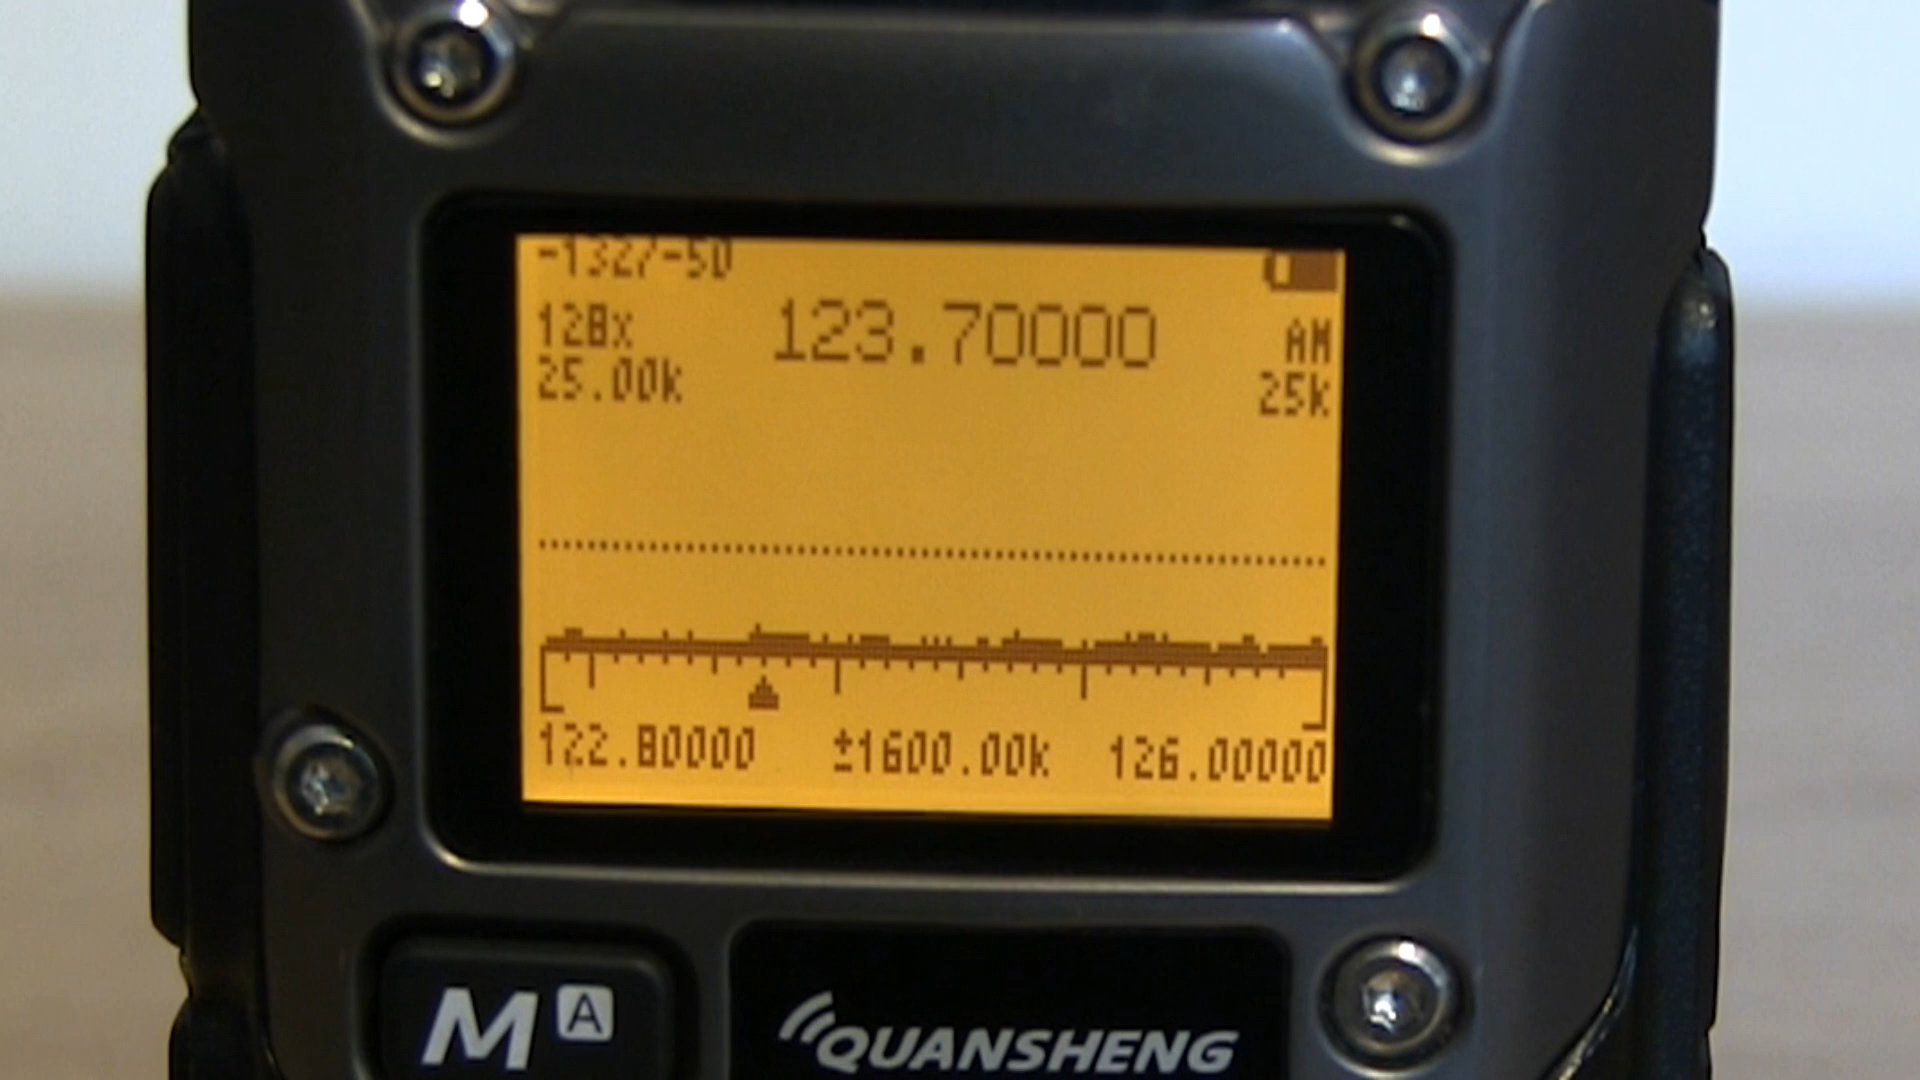 -132/-50
128x 123.70000 AM
25.00k 25k
122.80000 ±1600.00k 126.00000
M A
QUANSHENG